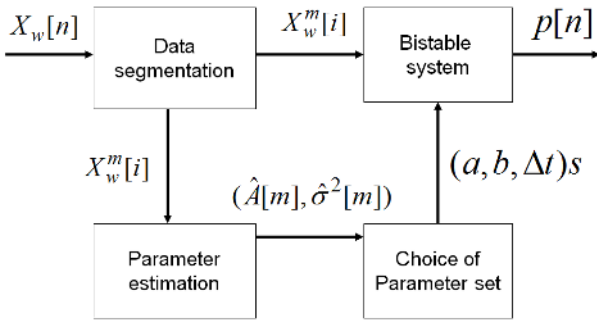 X_w[n]
Data
segmentation
X_w^m|i]
Bistable
system
p[n]
X_w^m[i]
(Â[m], σ̂²[m])
(a, b, Δt)s
Parameter
estimation
Choice of
Parameter set